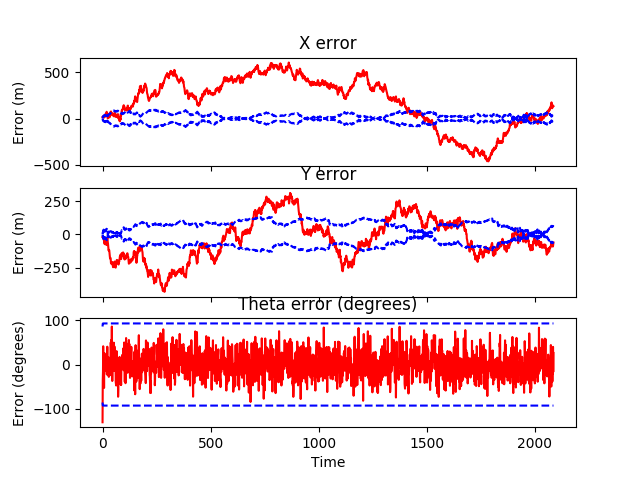 X error
500
0
−500
Error (m)
Y error
250
0
−250
Error (m)
Theta error (degrees)
100
0
−100
Error (degrees)
0 500 1000 1500 2000
Time